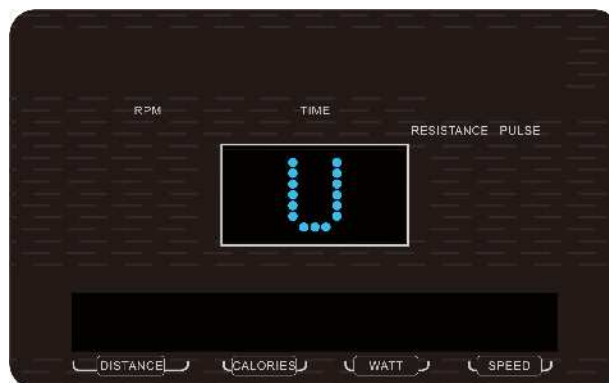 RPM TIME
RESISTANCE PULSE
U
DISTANCE CALORIES WATT SPEED